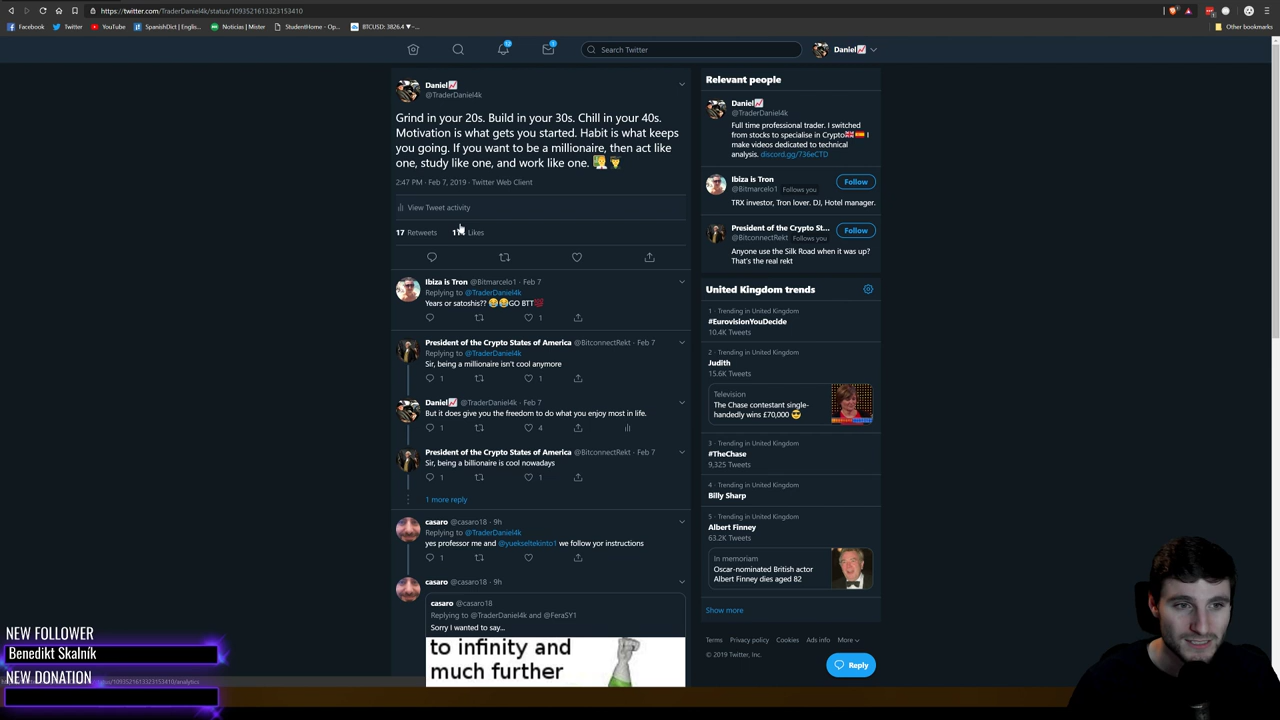 https://twitter.com/TraderDaniel4k/status/1093521613323153410
Facebook
Twitter
YouTube
SpanishDict | Engli...
Noticias | Mister
StudentHome - Op...
BTCUSD: 3826.4 ▼ -...
Other bookmarks
Search Twitter
Daniel📈
Daniel📈
@TraderDaniel4k
Grind in your 20s. Build in your 30s. Chill in your 40s.
Motivation is what gets you started. Habit is what keeps
you going. If you want to be a millionaire, then act like
one, study like one, and work like one.
2:47 PM · Feb 7, 2019 · Twitter Web Client
View Tweet activity
17 Retweets
Likes
Ibiza is Tron @Bitmarcelo1 · Feb 7
Replying to @TraderDaniel4k
Years or satoshis?? 😂😂GO BTT💯
1
President of the Crypto States of America @BitconnectRekt · Feb 7
Replying to @TraderDaniel4k
Sir, being a millionaire isn't cool anymore
1
1
Daniel📈 @TraderDaniel4k · Feb 7
But it does give you the freedom to do what you enjoy most in life.
1
4
President of the Crypto States of America @BitconnectRekt · Feb 7
Sir, being a billionaire is cool nowadays
1
1
1 more reply
casaro @casaro18 · 9h
Replying to @TraderDaniel4k
yes professor me and @yuekseltekinto1 we follow yor instructions
1
casaro @casaro18 · 9h
casaro @casaro18
Replying to @TraderDaniel4k and @FeraSY1
Sorry I wanted to say...
to infinity and
much further
Relevant people
Daniel📈
@TraderDaniel4k
Full time professional trader. I switched
from stocks to specialise in Crypto🇬🇧🇪🇸 I
make videos dedicated to technical
analysis. discord.gg/736eCTD
Ibiza is Tron
@Bitmarcelo1 Follows you
Follow
TRX investor, Tron lover. DJ, Hotel manager.
President of the Crypto St...
@BitconnectRekt Follows you
Follow
Anyone use the Silk Road when it was up?
That's the real rekt
United Kingdom trends
1 · Trending in United Kingdom
#EurovisionYouDecide
10.4K Tweets
2 · Trending in United Kingdom
Judith
15.6K Tweets
Television
The Chase contestant single-
handedly wins £70,000 😎
3 · Trending in United Kingdom
#TheChase
9,325 Tweets
4 · Trending in United Kingdom
Billy Sharp
5 · Trending in United Kingdom
Albert Finney
63.2K Tweets
In memoriam
Oscar-nominated British actor
Albert Finney dies aged 82
Show more
Terms Privacy policy Cookies Ads info More
© 2019 Twitter, Inc.
Reply
NEW FOLLOWER
Benedikt Skalník
NEW DONATION